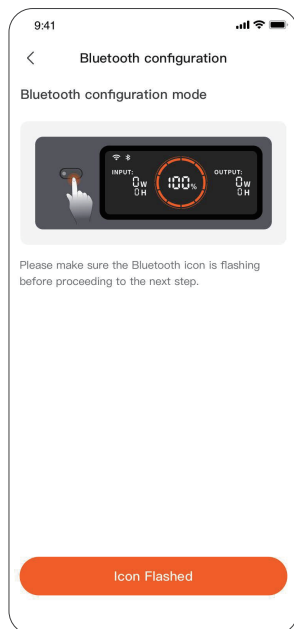 9:41
Bluetooth configuration
Bluetooth configuration mode
INPUT:
0W
0H
100%
OUTPUT:
0W
0H
Please make sure the Bluetooth icon is flashing
before proceeding to the next step.
Icon Flashed